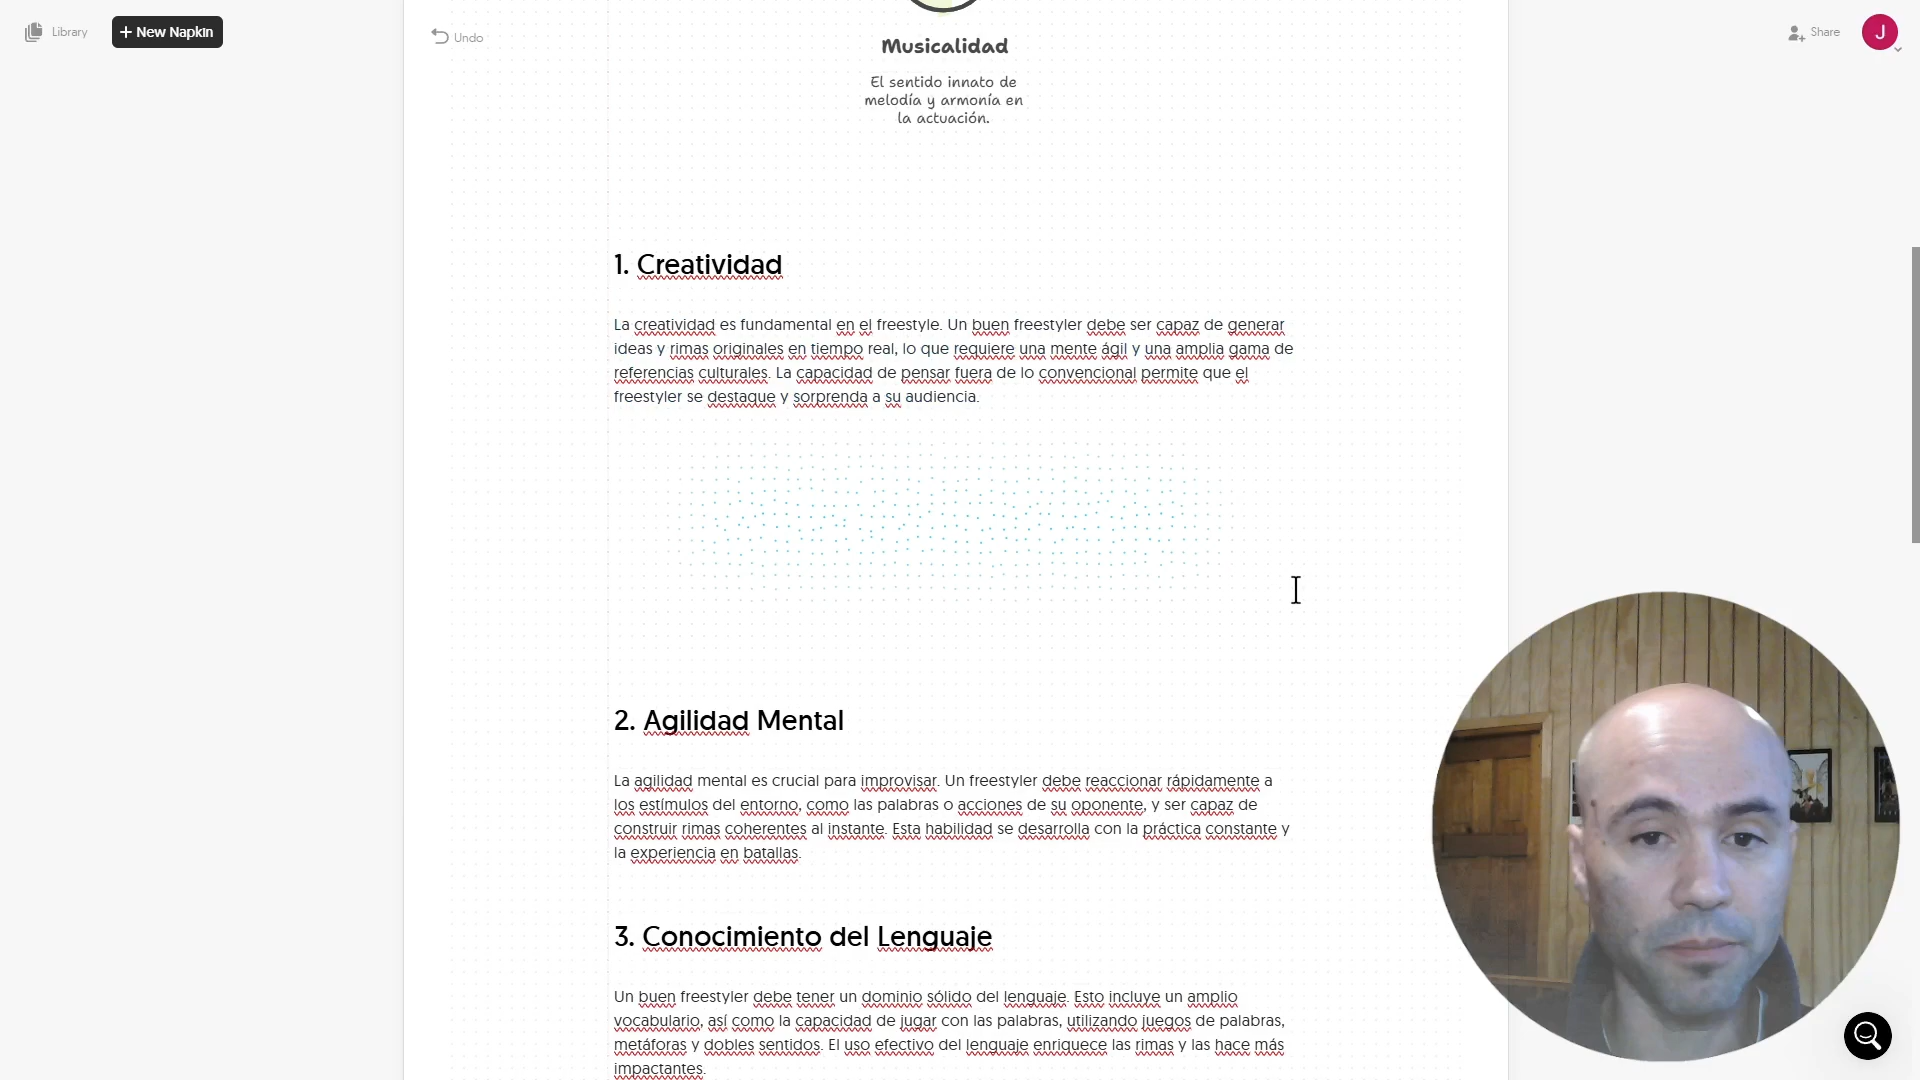 Library
+ New Napkin
Undo
Share
J
Musicalidad
El sentido innato de
melodía y armonía en
la actuación.
1. Creatividad
La creatividad es fundamental en el freestyle. Un buen freestyler debe ser capaz de generar
ideas y rimas originales en tiempo real, lo que requiere una mente ágil y una amplia gama de
referencias culturales. La capacidad de pensar fuera de lo convencional permite que el
freestyler se destaque y sorprenda a su audiencia.
2. Agilidad Mental
La agilidad mental es crucial para improvisar. Un freestyler debe reaccionar rápidamente a
los estímulos del entorno, como las palabras o acciones de su oponente, y ser capaz de
construir rimas coherentes al instante. Esta habilidad se desarrolla con la práctica constante y
la experiencia en batallas.
3. Conocimiento del Lenguaje
Un buen freestyler debe tener un dominio sólido del lenguaje. Esto incluye un amplio
vocabulario, así como la capacidad de jugar con las palabras, utilizando juegos de palabras,
metáforas y dobles sentidos. El uso efectivo del lenguaje enriquece las rimas y las hace más
impactantes.